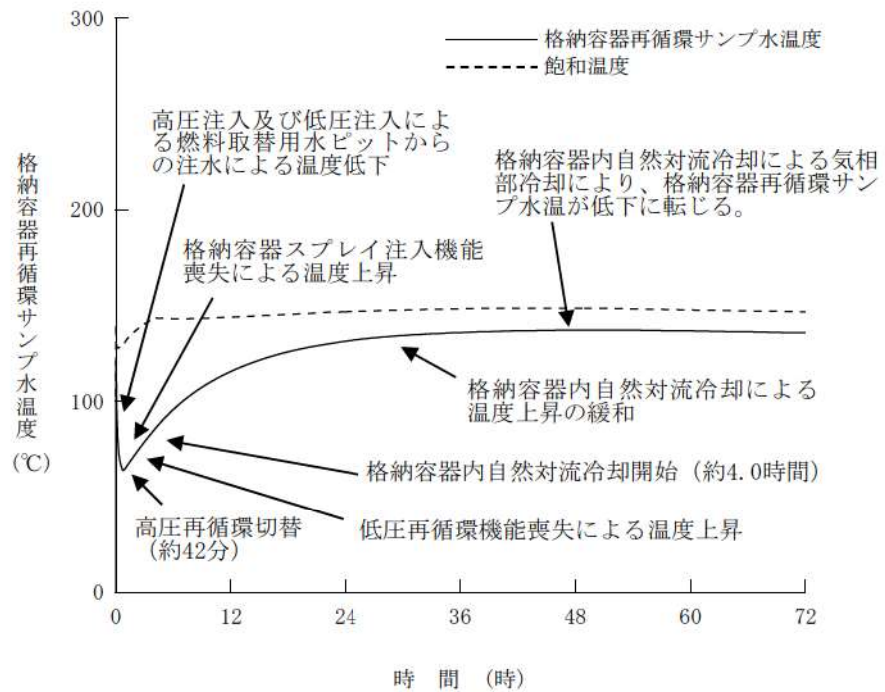 300
格納容器再循環サンプ水温度
飽和温度
高圧注入及び低圧注入によ
る燃料取替用水ピットから
の注水による温度低下
格納容器内自然対流冷却による気相
部冷却により、格納容器再循環サン
プ水温が低下に転じる。
200
格納容器スプレイ注入機能
喪失による温度上昇
格納容器再循環サンプ水温度
(℃)
100
格納容器内自然対流冷却による
温度上昇の緩和
格納容器内自然対流冷却開始（約4.0時間）
高圧再循環切替
（約42分）
低圧再循環機能喪失による温度上昇
0
0 12 24 36 48 60 72
時 間 (時)